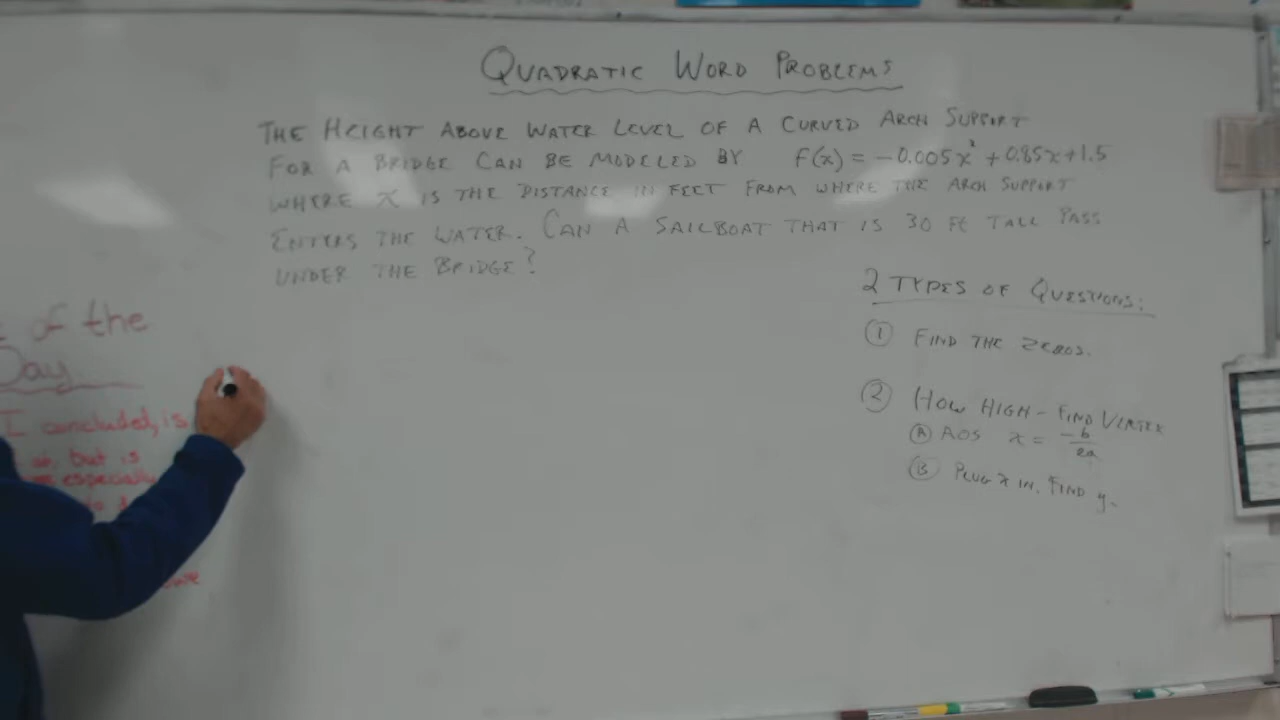 QUADRATIC WORD PROBLEMS
THE HEIGHT ABOVE WATER LEVEL OF A CURVED ARCH SUPPORT
FOR A BRIDGE CAN BE MODELED BY F(x) = -0.005x² + 0.85x + 1.5
WHERE x IS THE DISTANCE IN FEET FROM WHERE THE ARCH SUPPORT
ENTERS THE WATER. CAN A SAILBOAT THAT IS 30 FT TALL PASS
UNDER THE BRIDGE?
2 TYPES OF QUESTIONS:
① FIND THE ZEROS.
② HOW HIGH - FIND VERTEX
Ⓐ AOS x = -b/2a
Ⓑ PLUG x IN. FIND y.
of the
Day
I concluded, is
but is
especially